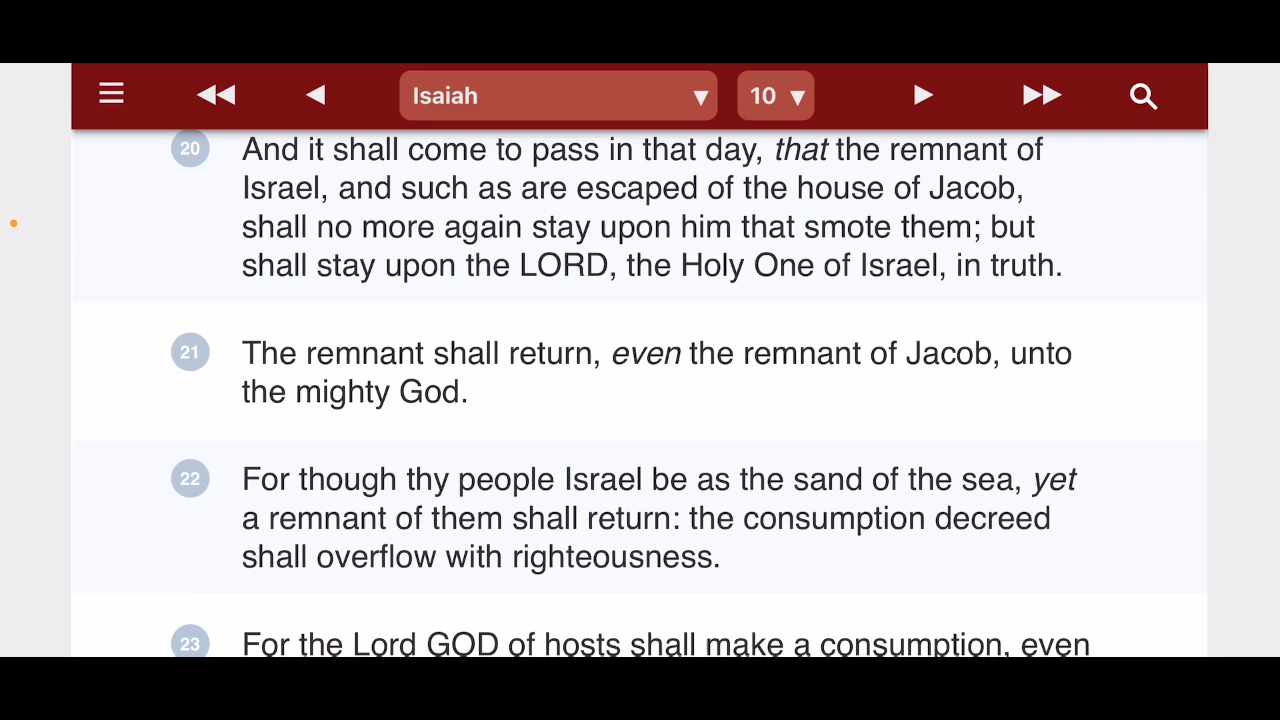 Isaiah 10
20 And it shall come to pass in that day, that the remnant of
Israel, and such as are escaped of the house of Jacob,
shall no more again stay upon him that smote them; but
shall stay upon the LORD, the Holy One of Israel, in truth.
21 The remnant shall return, even the remnant of Jacob, unto
the mighty God.
22 For though thy people Israel be as the sand of the sea, yet
a remnant of them shall return: the consumption decreed
shall overflow with righteousness.
23 For the Lord GOD of hosts shall make a consumption, even